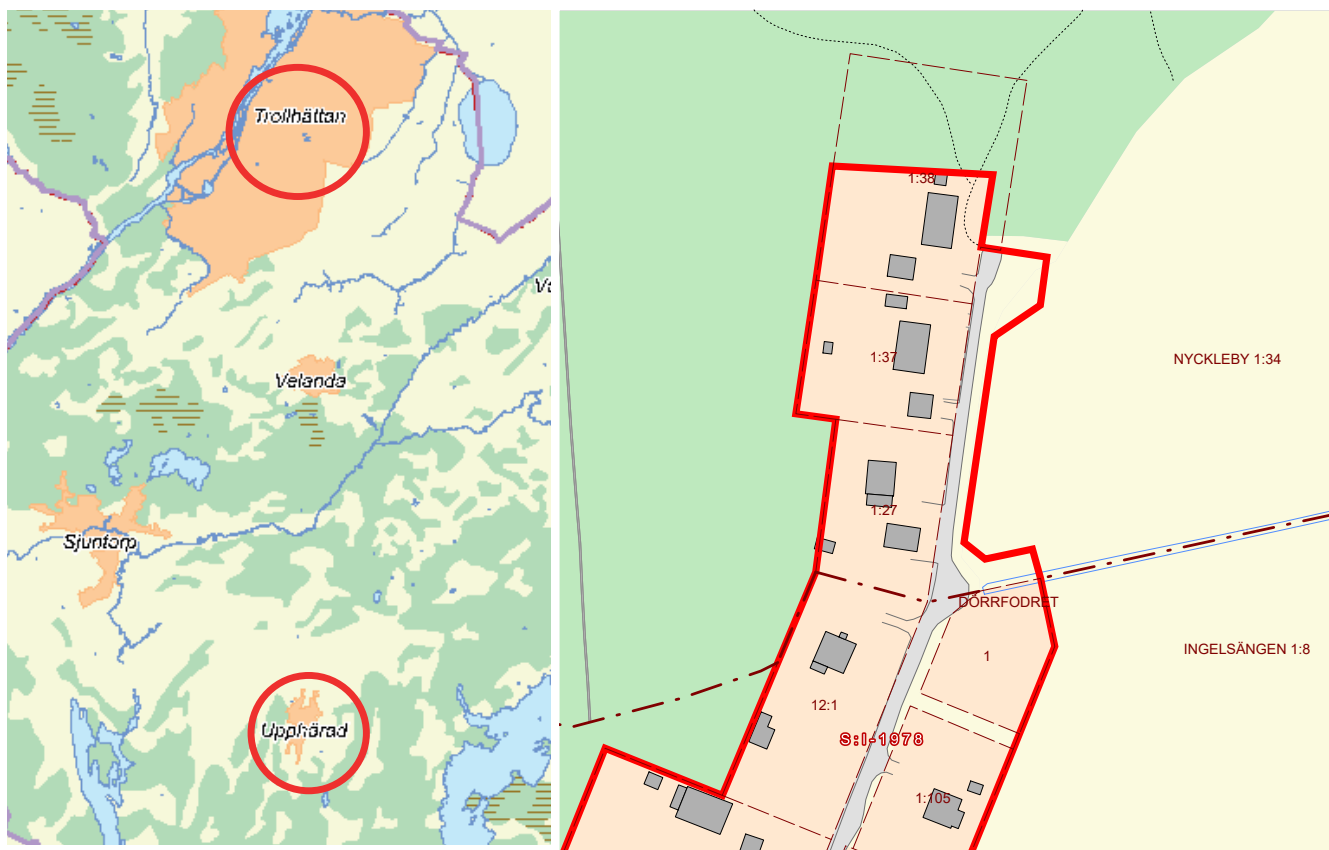 Trollhättan
Velanda
Sjuntorp
Upphärad
1:38
1:37
NYCKLEBY 1:34
1:27
DÖRRFODRET
1
INGELSÄNGEN 1:8
12:1
S:I-1978
1:105